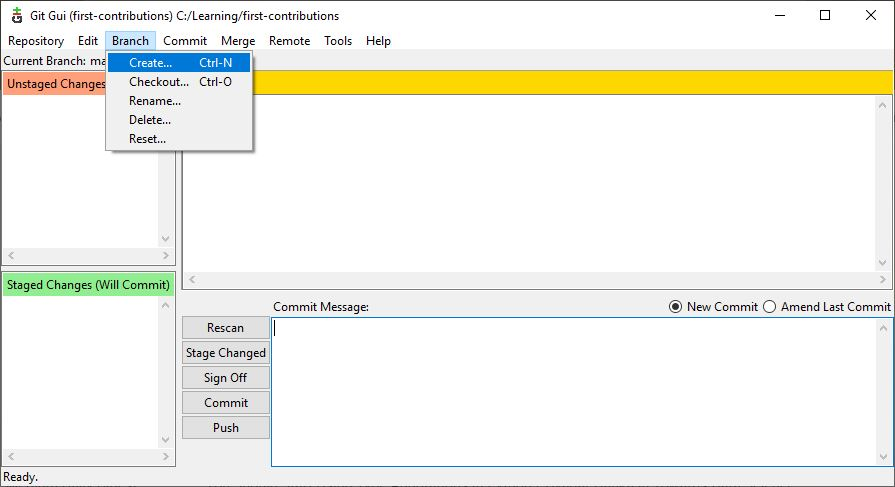 Git Gui (first-contributions) C:/Learning/first-contributions
Repository Edit Branch Commit Merge Remote Tools Help
Current Branch:
Create... Ctrl-N
Checkout... Ctrl-O
Rename...
Delete...
Reset...
Unstaged Changes
Staged Changes (Will Commit)
Commit Message: New Commit Amend Last Commit
Rescan
Stage Changed
Sign Off
Commit
Push
Ready.